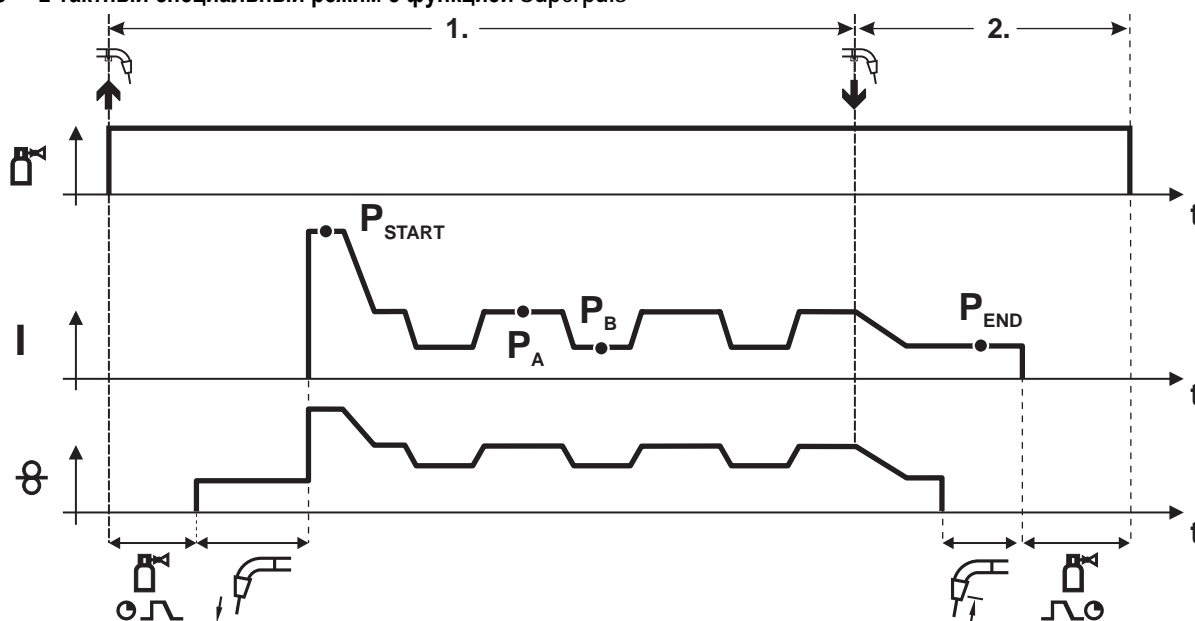 2-тактный специальный режим с функцией Superpuls
1.
2.
t
P START
I
P A
P B
P END
t
t